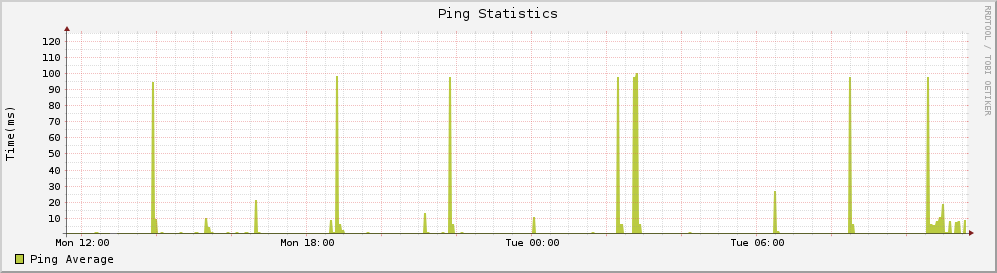 Ping Statistics
RRDTOOL / TOBI OETIKER
Time(ms)
120
110
100
90
80
70
60
50
40
30
20
10
Mon 12:00 Mon 18:00 Tue 00:00 Tue 06:00
Ping Average